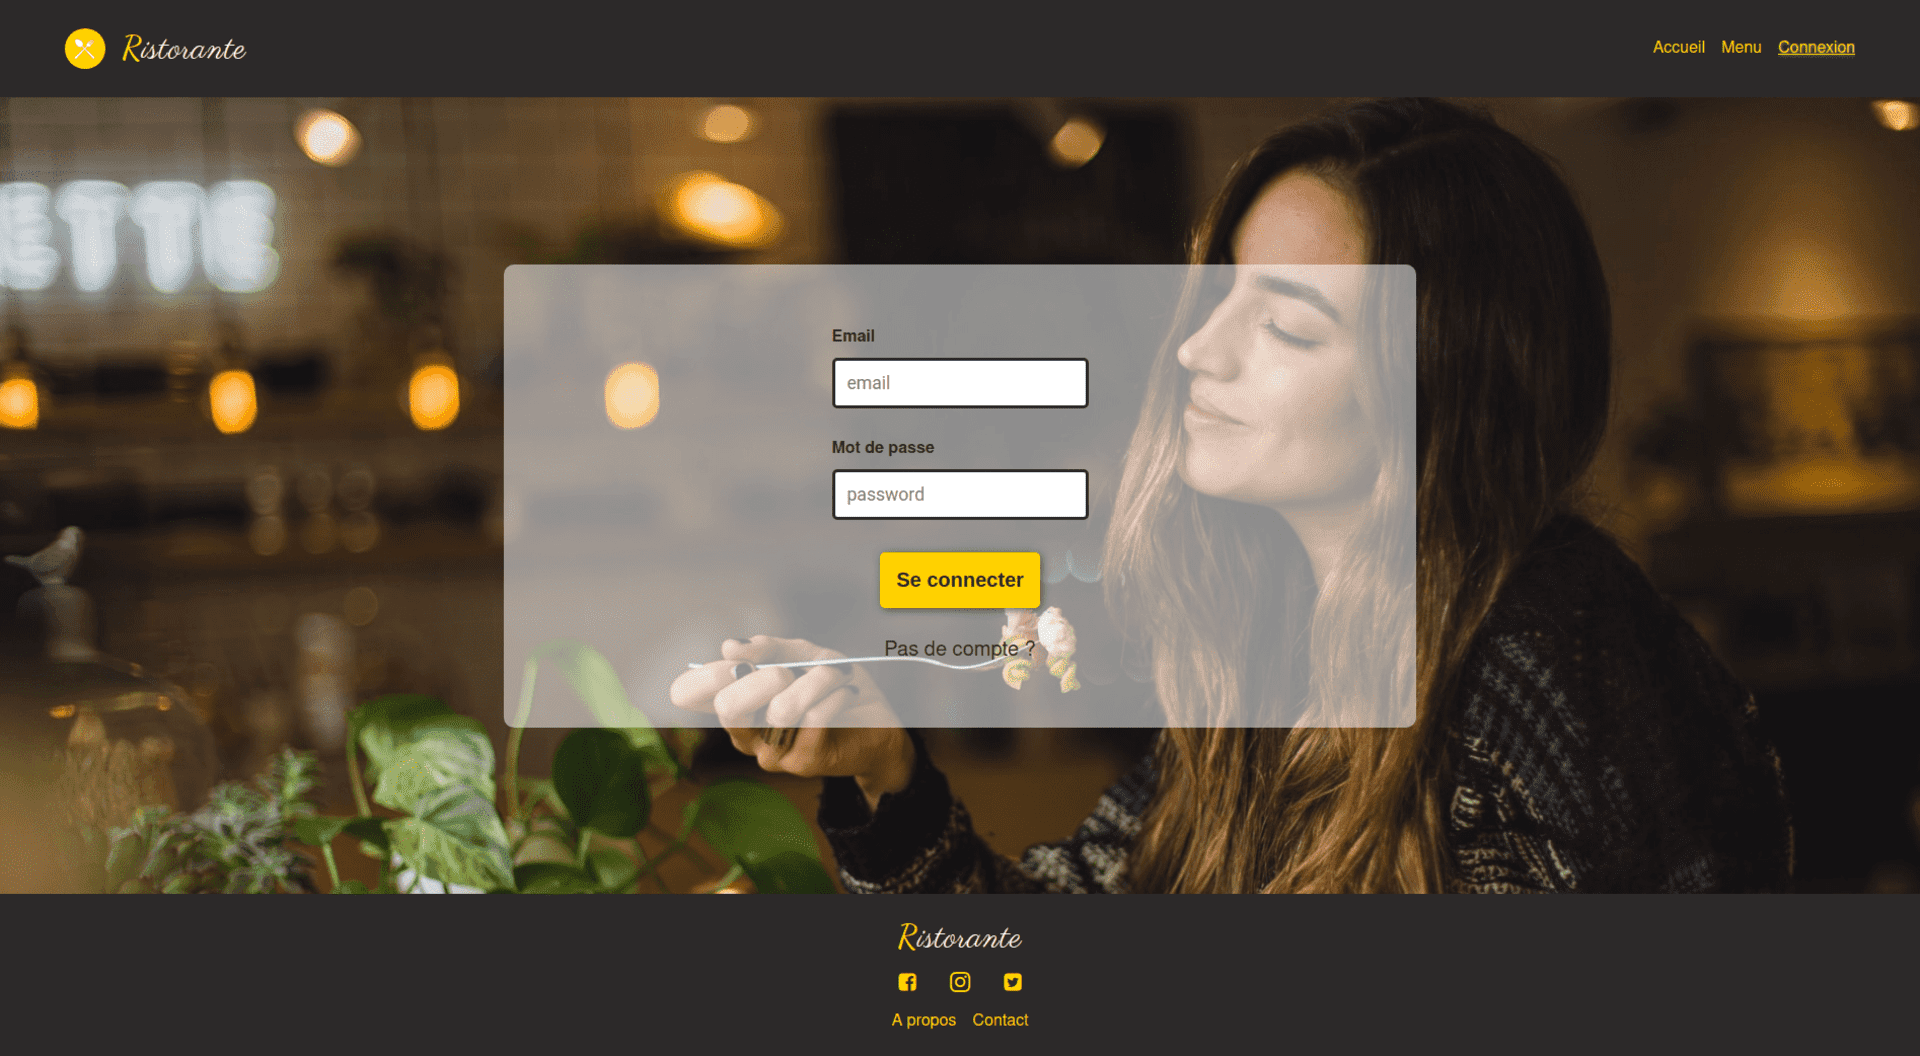 Ristorante
Accueil Menu Connexion
ETTE
Email
email
Mot de passe
password
Se connecter
Pas de compte ?
Ristorante
A propos Contact